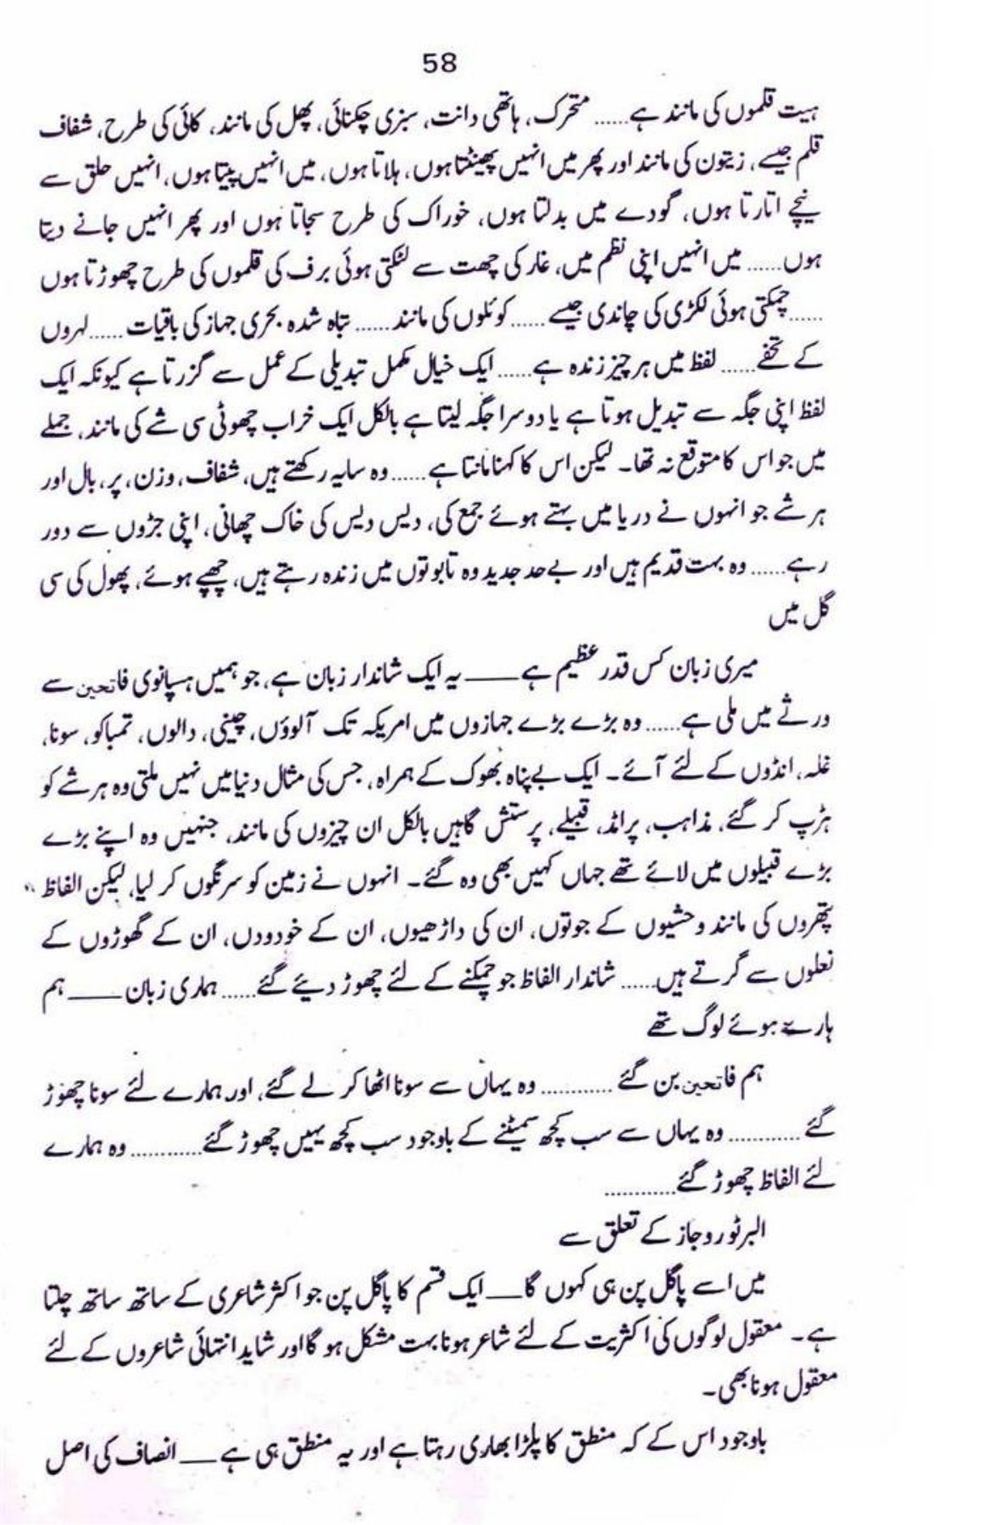 58
ہیت قلموں کی مانند ہے...... متحرک، ہاتھی دانت، سبزی چکنائی، پھل کی مانند، کائی کی طرح، شفاف
قلم جیسے، زیتون کی مانند اور پھر میں انہیں پھینٹتا ہوں، ہلاتا ہوں، میں انہیں پیتا ہوں، انہیں حلق سے
نیچے اتارتا ہوں، گودے میں بدلتا ہوں، خوراک کی طرح سجاتا ہوں اور پھر انہیں جانے دیتا
ہوں...... میں انہیں اپنی نظم میں، غار کی چھت سے لٹکتی ہوئی برف کی قلموں کی طرح چھوڑتا ہوں
......چمکتی ہوئی لکڑی کی چاندی جیسے ......کوئلوں کی مانند...... تباہ شدہ بحری جہاز کی باقیات ......لہروں
کے تحفے...... لفظ میں ہر چیز زندہ ہے...... ایک خیال مکمل تبدیلی کے عمل سے گزرتا ہے کیونکہ ایک
لفظ اپنی جگہ سے تبدیل ہوتا ہے یا دوسرا جگہ لیتا ہے بالکل ایک خراب چھوٹی سی شے کی مانند، جملے
میں جو اس کا متوقع نہ تھا۔ لیکن اس کا کہنا مانتا ہے...... وہ سایہ رکھتے ہیں، شفاف، وزن، پر، بال اور
ہر شے جو انہوں نے دریا میں بہتے ہوئے جمع کی، دیس دیس کی خاک چھانی، اپنی جڑوں سے دور
رہے...... وہ بہت قدیم ہیں اور بے حد جدید وہ تابوتوں میں زندہ رہتے ہیں، چھپے ہوئے، پھول کی سی
گل میں
میری زبان کس قدر عظیم ہے ـــــ یہ ایک شاندار زبان ہے، جو ہمیں ہسپانوی فاتحین سے
ورثے میں ملی ہے...... وہ بڑے بڑے جہازوں میں امریکہ تک آلوؤں، چینی، دالوں، تمباکو، سونا،
غلہ، انڈوں کے لئے آئے۔ ایک بے پناہ بھوک کے ہمراہ، جس کی مثال دنیا میں نہیں ملتی وہ ہر شے کو
ہڑپ کر گئے، مذاہب، پرانڈ، قبیلے، پرستش گاہیں بالکل ان چیزوں کی مانند، جنہیں وہ اپنے بڑے
بڑے قبیلوں میں لائے تھے جہاں کہیں بھی وہ گئے۔ انہوں نے زمین کو سرنگوں کر لیا، لیکن الفاظ
پتھروں کی مانند وحشیوں کے جوتوں، ان کی داڑھیوں، ان کے خودودں، ان کے گھوڑوں کے
نعلوں سے گرتے ہیں...... شاندار الفاظ جو چمکنے کے لئے چھوڑ دیئے گئے...... ہماری زبان ـــــ ہم
ہارے ہوئے لوگ تھے
ہم فاتحین بن گئے ............ وہ یہاں سے سونا اٹھا کر لے گئے، اور ہمارے لئے سونا چھوڑ
گئے ............ وہ یہاں سے سب کچھ سمیٹنے کے باوجود سب کچھ یہیں چھوڑ گئے............ وہ ہمارے
لئے الفاظ چھوڑ گئے............
البرٹو روجاز کے تعلق سے
میں اسے پاگل پن ہی کہوں گا ـــــ ایک قسم کا پاگل پن جو اکثر شاعری کے ساتھ ساتھ چلتا
ہے۔ معقول لوگوں کی اکثریت کے لئے شاعر ہونا بہت مشکل ہو گا اور شاید انتہائی شاعروں کے لئے
معقول ہونا بھی۔
باوجود اس کے کہ منطق کا پلڑا بھاری رہتا ہے اور یہ منطق ہی ہے ـــــ انصاف کی اصل